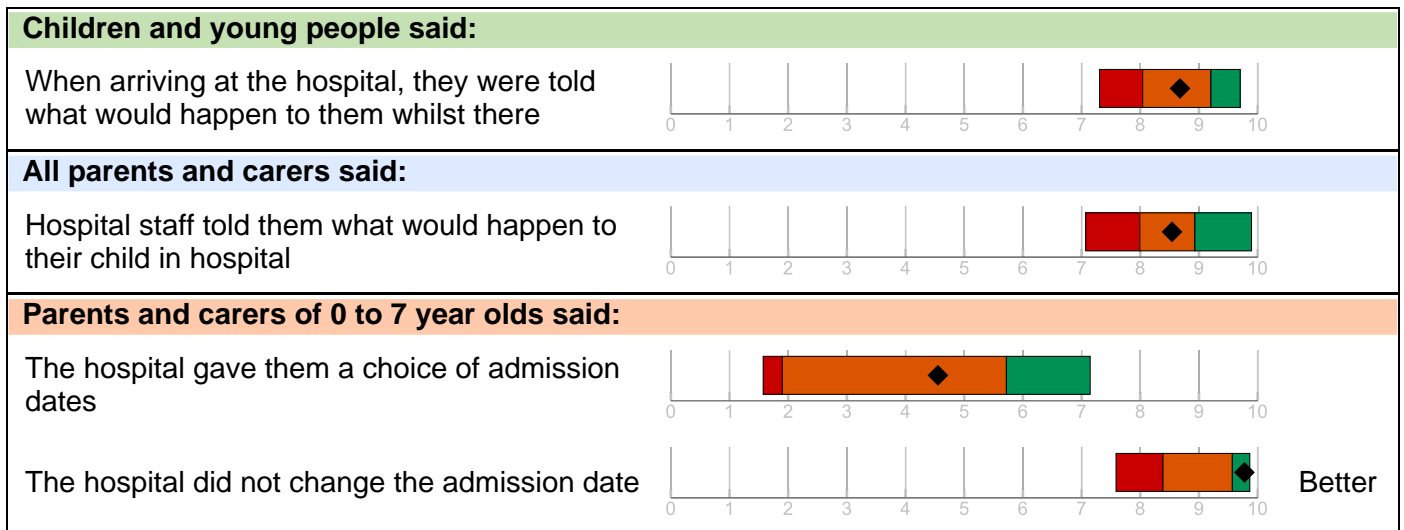 Children and young people said:
When arriving at the hospital, they were told
what would happen to them whilst there
0 1 2 3 4 5 6 7 8 9 10
All parents and carers said:
Hospital staff told them what would happen to
their child in hospital
0 1 2 3 4 5 6 7 8 9 10
Parents and carers of 0 to 7 year olds said:
The hospital gave them a choice of admission
dates
0 1 2 3 4 5 6 7 8 9 10
The hospital did not change the admission date
Better
0 1 2 3 4 5 6 7 8 9 10